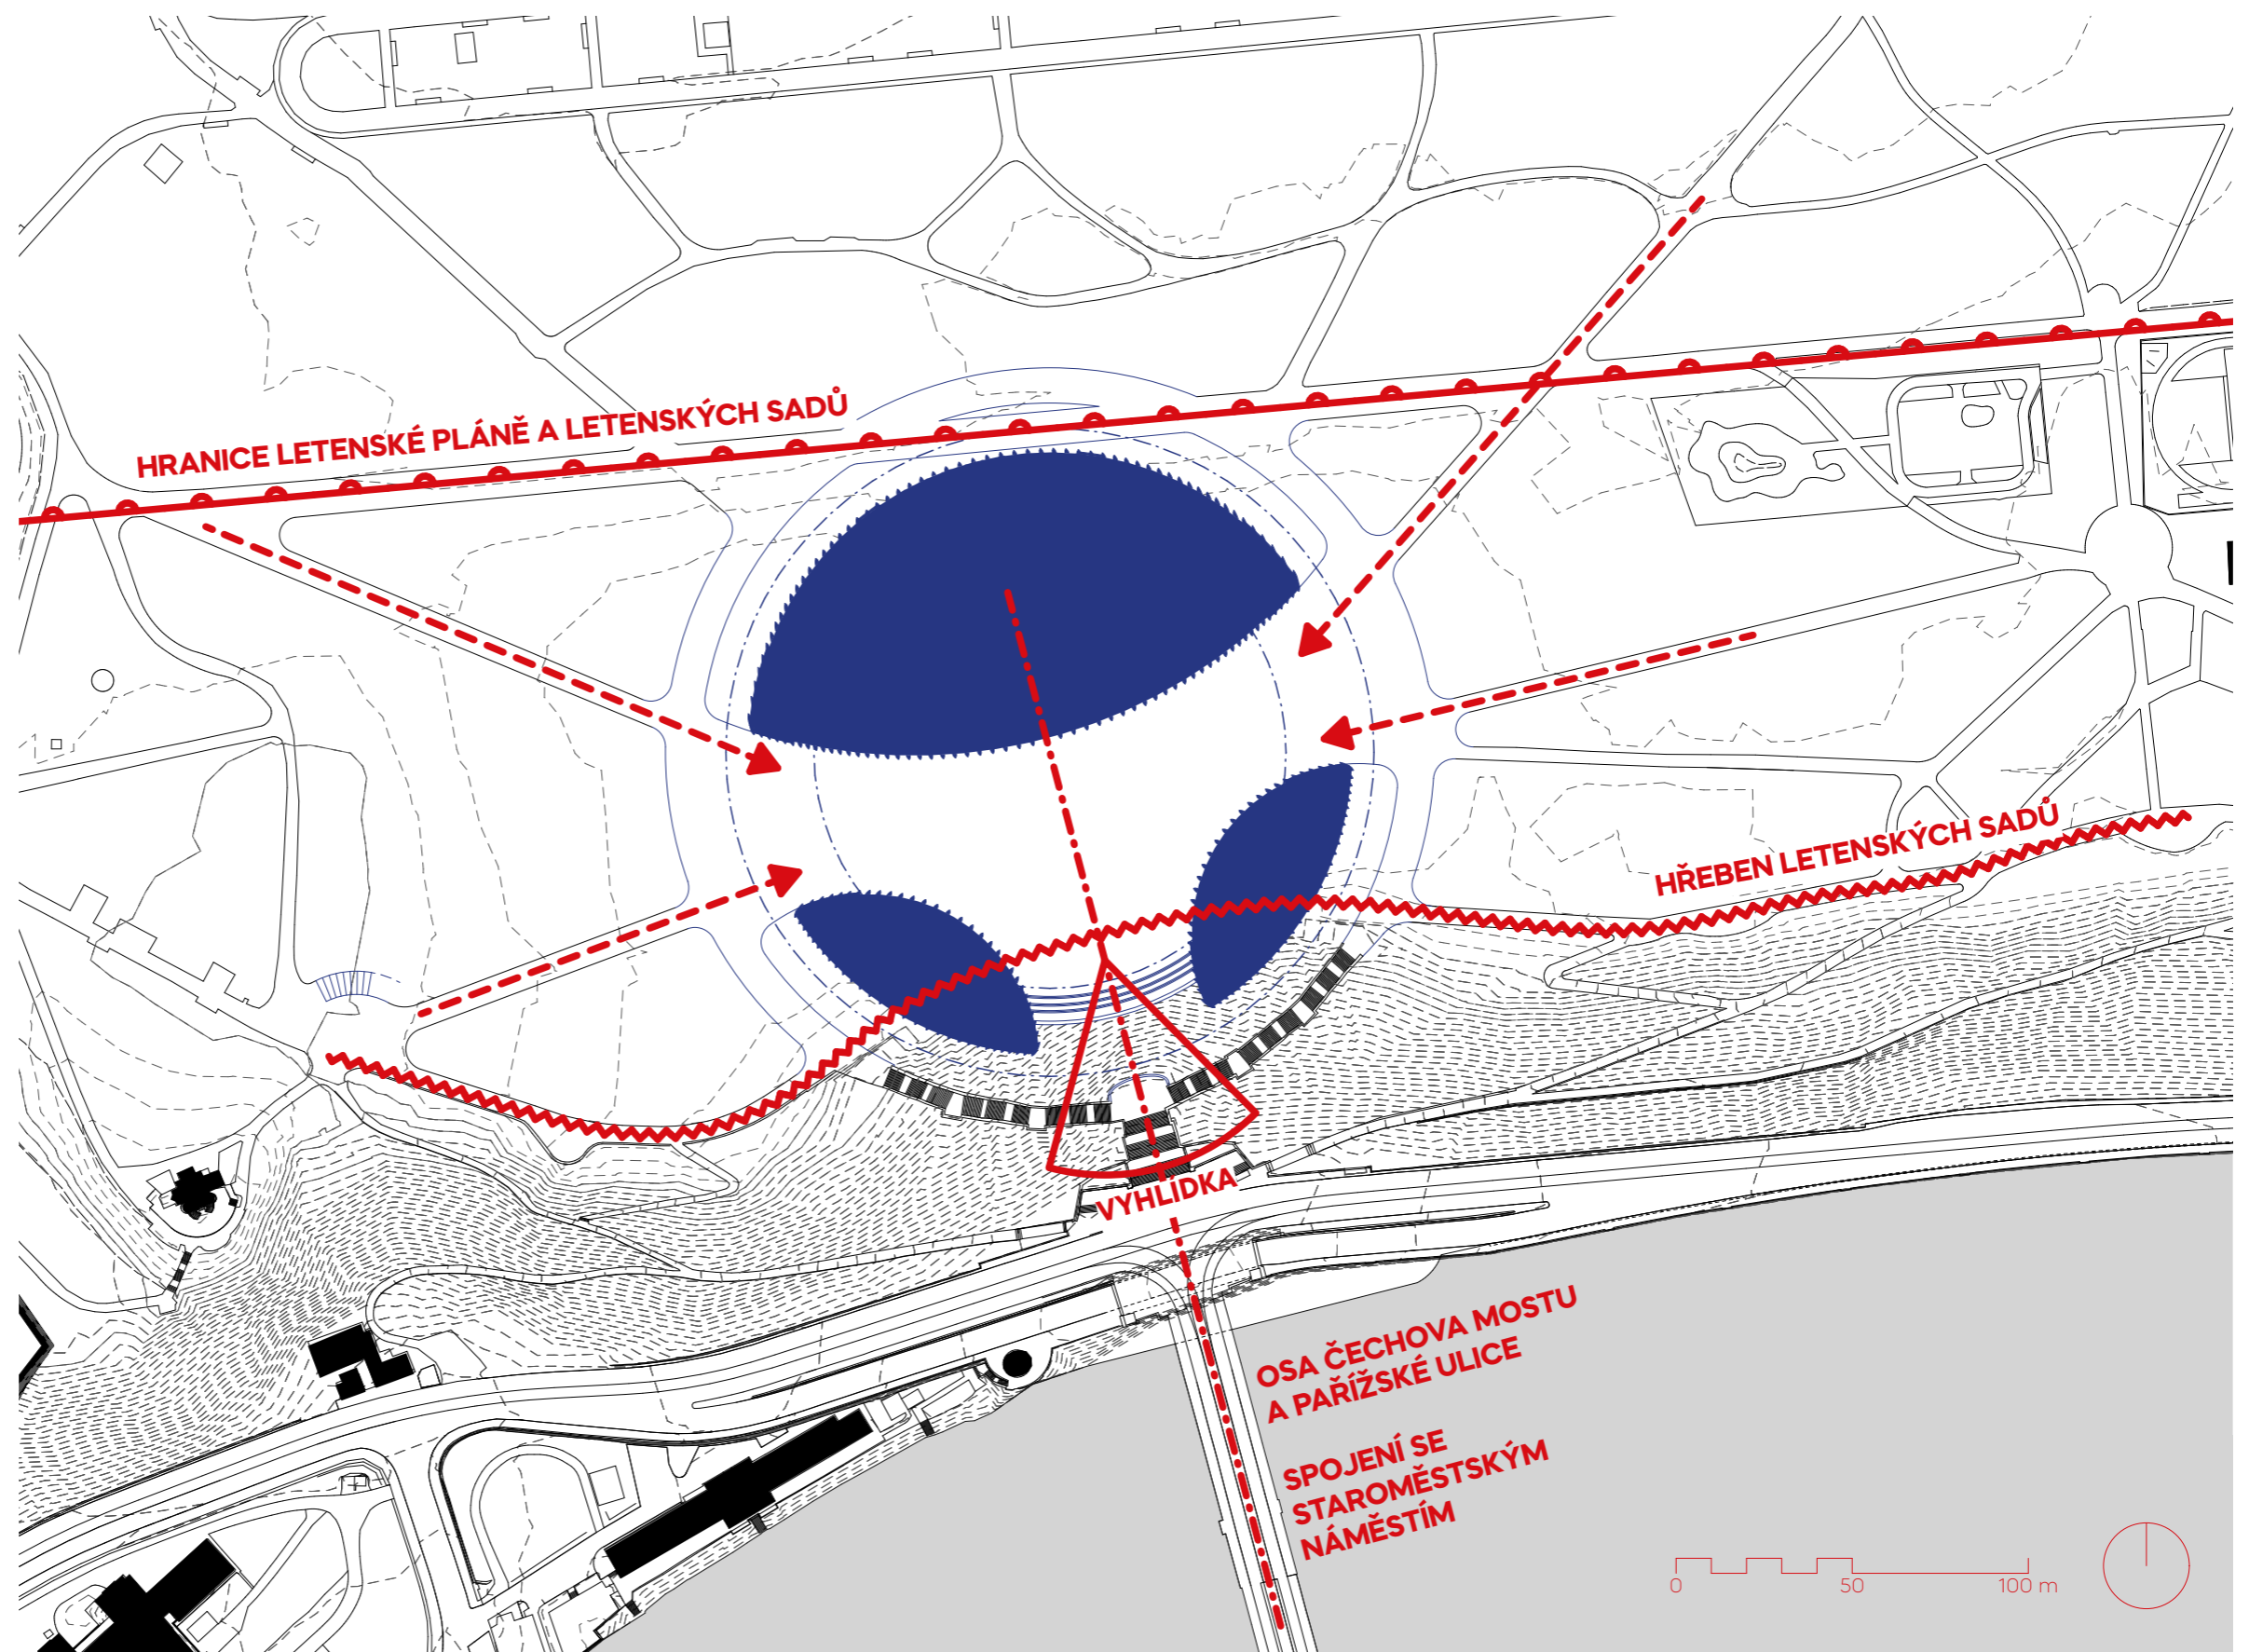 HRANICE LETENSKÉ PLÁNĚ A LETENSKÝCH SADŮ
HŘEBEN LETENSKÝCH SADŮ
VYHLÍDKA
OSA ČECHOVA MOSTU
A PAŘÍŽSKÉ ULICE
SPOJENÍ SE
STAROMĚSTSKÝM
NÁMĚSTÍM
0 50 100 m